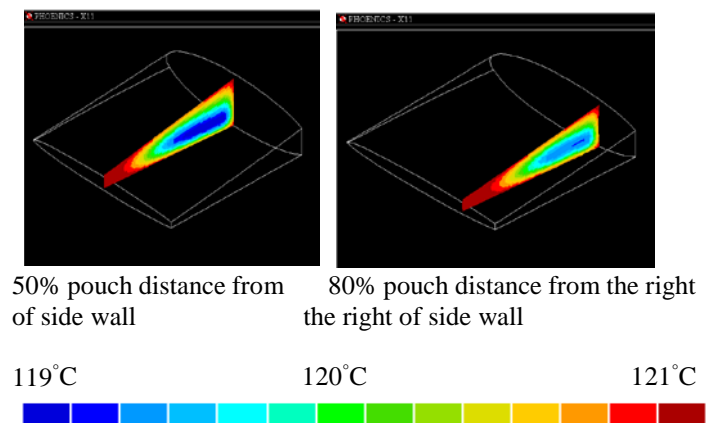 PHOENICS - X11
PHOENICS - X11
50% pouch distance from
of side wall
80% pouch distance from the right
the right of side wall
119°C 120°C 121°C